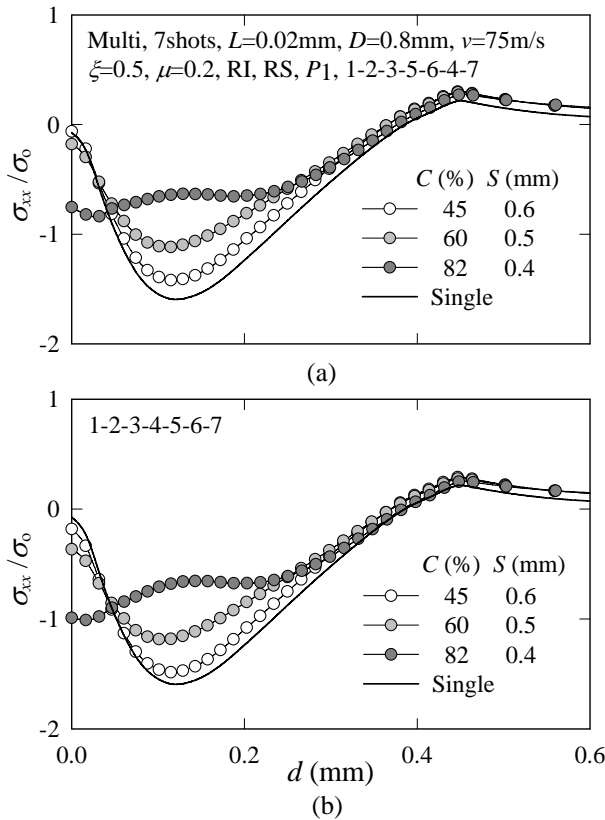 1
Multi, 7shots, L=0.02mm, D=0.8mm, v=75m/s
ξ=0.5, μ=0.2, RI, RS, P1, 1-2-3-5-6-4-7
0
C (%) S (mm)
45 0.6
60 0.5
82 0.4
Single
-1
-2
σxx/σo
(a)
1
1-2-3-4-5-6-7
0
C (%) S (mm)
45 0.6
60 0.5
82 0.4
Single
-1
-2
σxx/σo
0.0 0.2 0.4 0.6
d (mm)
(b)